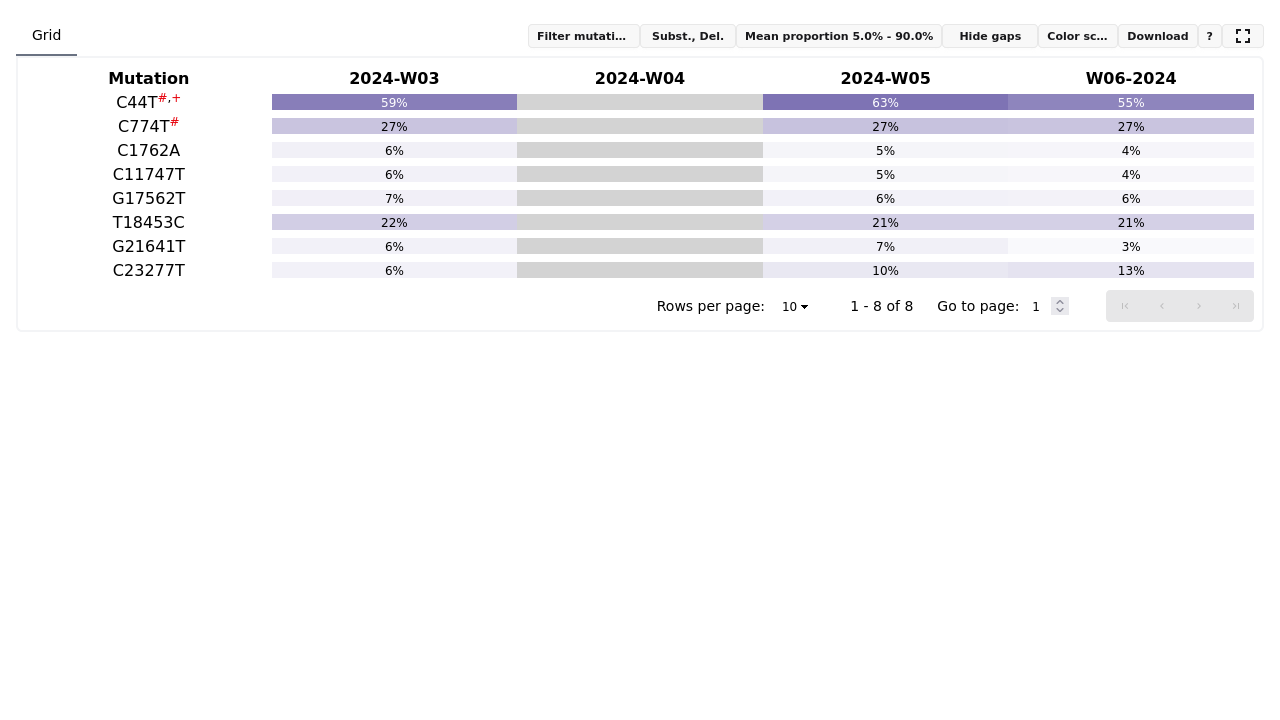 Grid
Filter mutati... Subst., Del. Mean proportion 5.0% - 90.0% Hide gaps Color sc... Download ?
Mutation 2024-W03 2024-W04 2024-W05 W06-2024
C44T#,+ 59% 63% 55%
C774T# 27% 27% 27%
C1762A 6% 5% 4%
C11747T 6% 5% 4%
G17562T 7% 6% 6%
T18453C 22% 21% 21%
G21641T 6% 7% 3%
C23277T 6% 10% 13%
Rows per page: 10 1 - 8 of 8 Go to page: 1